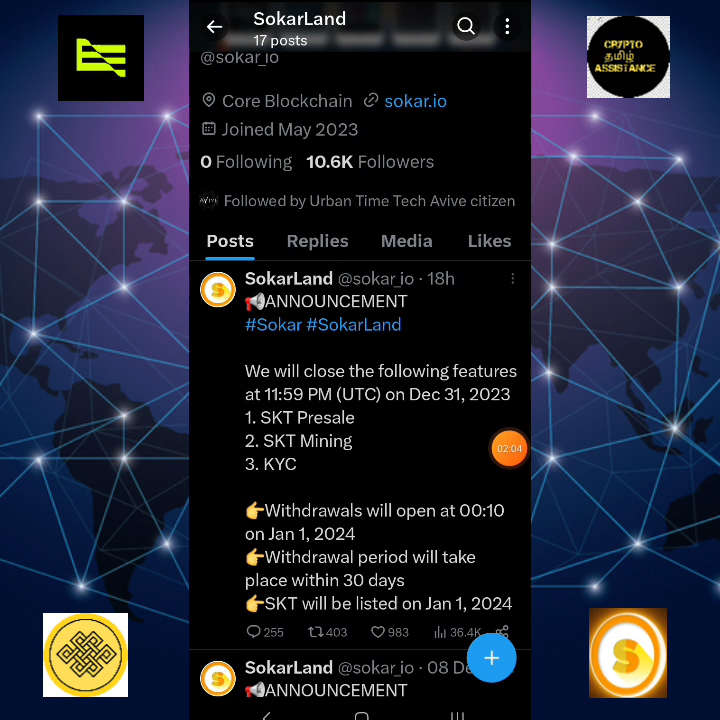 SokarLand
17 posts
CRYPTO
தமிழ்
ASSISTANCE
@sokar_io
Core Blockchain sokar.io
Joined May 2023
0 Following 10.6K Followers
Followed by Urban Time Tech Avive citizen
Posts Replies Media Likes
SokarLand @sokar_io · 18h
📢ANNOUNCEMENT
#Sokar #SokarLand
We will close the following features
at 11:59 PM (UTC) on Dec 31, 2023
1. SKT Presale
2. SKT Mining
3. KYC
02:04
👉Withdrawals will open at 00:10
on Jan 1, 2024
👉Withdrawal period will take
place within 30 days
👉SKT will be listed on Jan 1, 2024
255 403 983 36.4K
SokarLand @sokar_io · 08 De
📢ANNOUNCEMENT